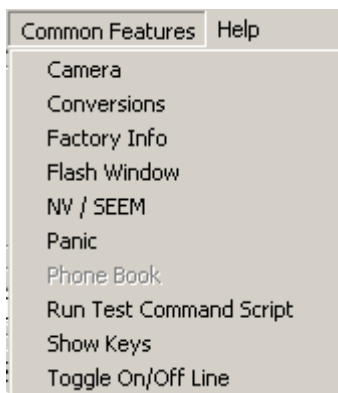 Common Features Help
Camera
Conversions
Factory Info
Flash Window
NV / SEEM
Panic
Phone Book
Run Test Command Script
Show Keys
Toggle On/Off Line